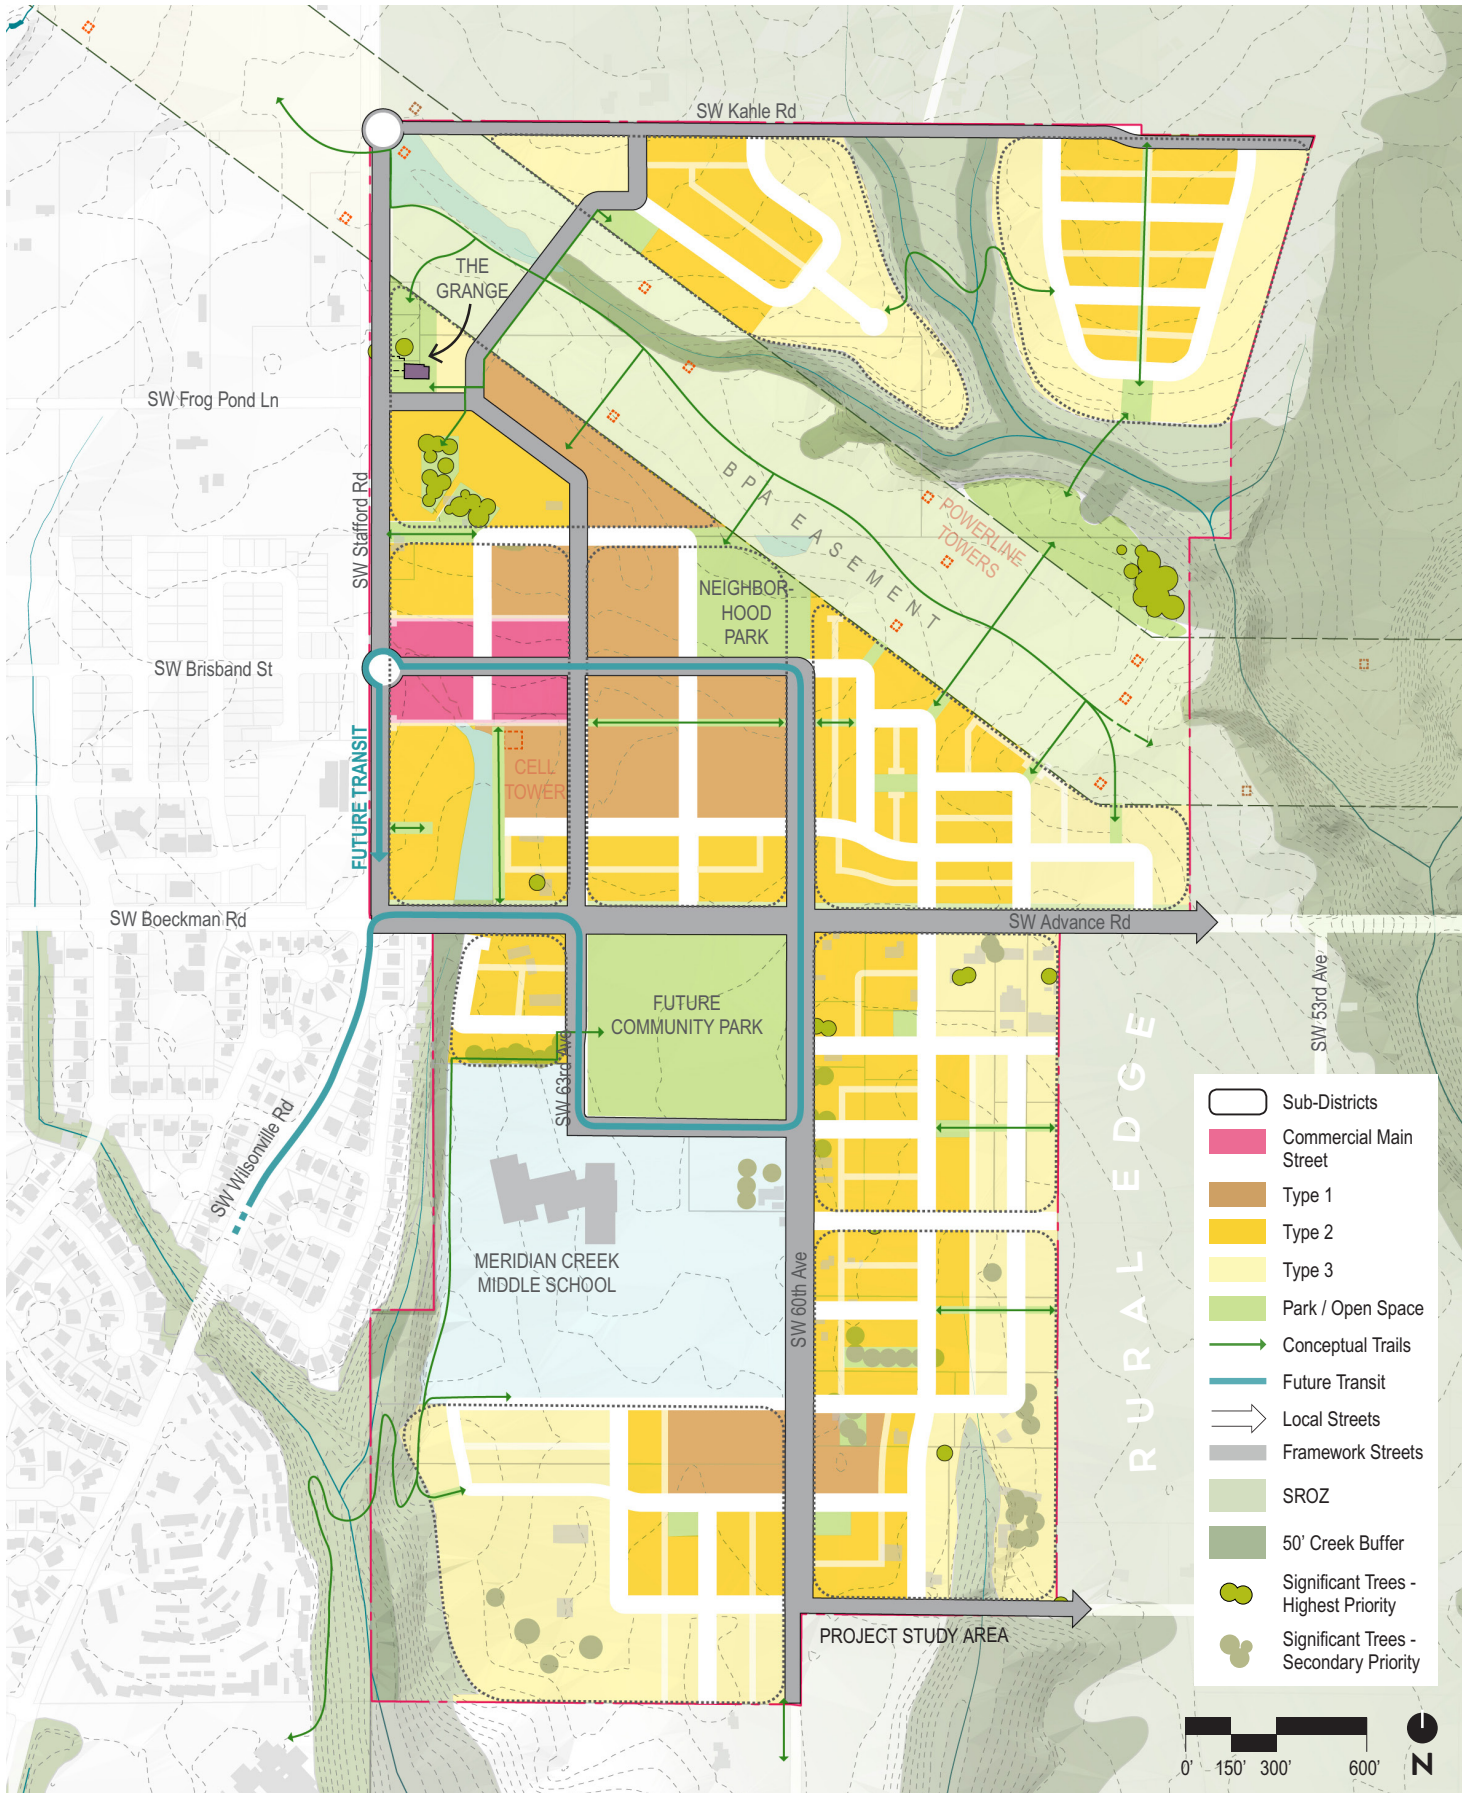 SW Kahle Rd
THE
GRANGE
SW Frog Pond Ln
SW Stafford Rd
BPA EASEMENT
POWERLINE
TOWERS
NEIGHBOR-
HOOD
PARK
SW Brisband St
FUTURE TRANSIT
CELL
TOWER
SW Boeckman Rd
SW Advance Rd
SW 53rd Ave
FUTURE
COMMUNITY PARK
SW 63rd Ave
SW Wilsonville Rd
MERIDIAN CREEK
MIDDLE SCHOOL
SW 60th Ave
RURAL EDGE
PROJECT STUDY AREA
Sub-Districts
Commercial Main
Street
Type 1
Type 2
Type 3
Park / Open Space
Conceptual Trails
Future Transit
Local Streets
Framework Streets
SROZ
50' Creek Buffer
Significant Trees -
Highest Priority
Significant Trees -
Secondary Priority
0' 150' 300' 600'
N